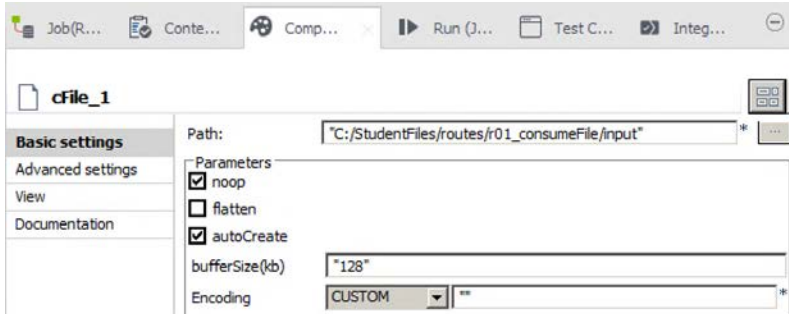 Job(R... Conte... Comp... Run (J... Test C... Integ...
cFile_1
Basic settings
Advanced settings
View
Documentation
Path: "C:/StudentFiles/routes/r01_consumeFile/input" * ...
Parameters
noop
flatten
autoCreate
bufferSize(kb) "128"
Encoding CUSTOM "" *